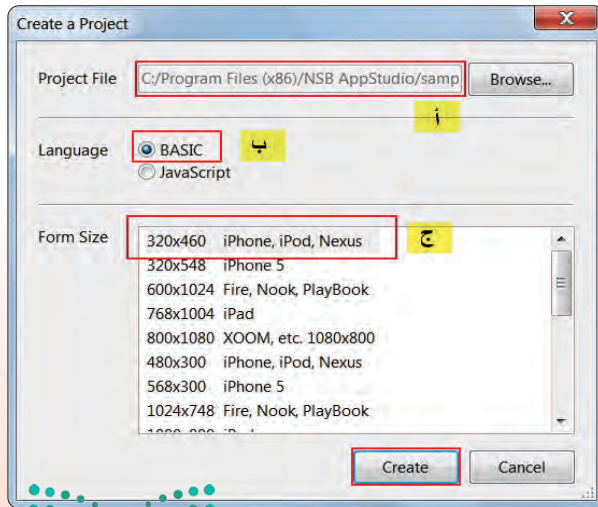 Create a Project
Project File C:/Program Files (x86)/NSB AppStudio/samp Browse...
أ
Language BASIC ب
JavaScript
Form Size 320x460 iPhone, iPod, Nexus ج
320x548 iPhone 5
600x1024 Fire, Nook, PlayBook
768x1004 iPad
800x1080 XOOM, etc. 1080x800
480x300 iPhone, iPod, Nexus
568x300 iPhone 5
1024x748 Fire, Nook, PlayBook
Create Cancel